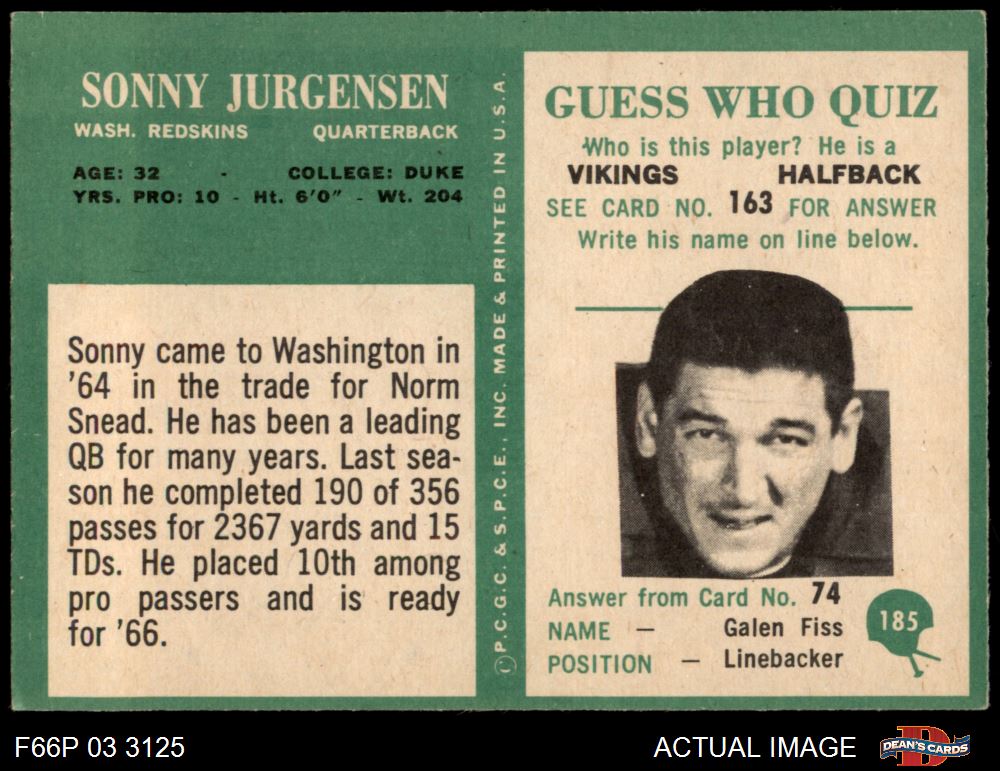 SONNY JURGENSEN
WASH. REDSKINS QUARTERBACK
AGE: 32 - COLLEGE: DUKE
YRS. PRO: 10 - Ht. 6'0" - Wt. 204
Sonny came to Washington in
'64 in the trade for Norm
Snead. He has been a leading
QB for many years. Last sea-
son he completed 190 of 356
passes for 2367 yards and 15
TDs. He placed 10th among
pro passers and is ready
for '66.
Ⓒ P.C.G.C. & S.P.C.E., INC. MADE & PRINTED IN U.S.A.
GUESS WHO QUIZ
Who is this player? He is a
VIKINGS HALFBACK
SEE CARD NO. 163 FOR ANSWER
Write his name on line below.
Answer from Card No. 74
NAME — Galen Fiss
POSITION — Linebacker
185
F66P 03 3125
ACTUAL IMAGE
DEAN'S CARDS